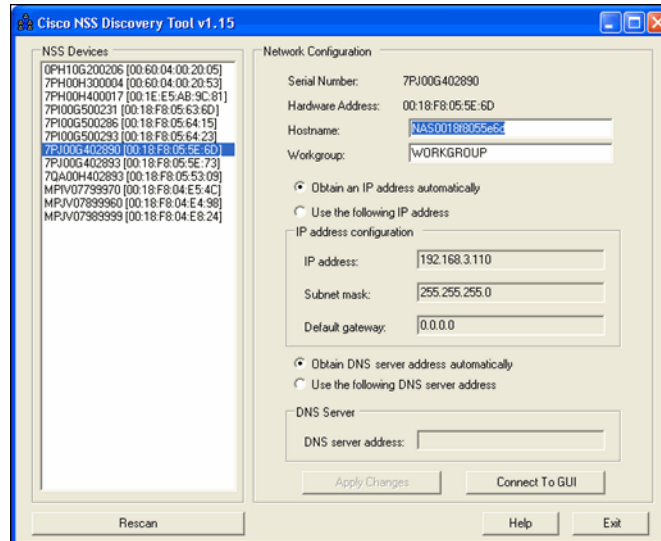 Cisco NSS Discovery Tool v1.15
NSS Devices
0PH10G200206 [00:60:04:00:20:05]
7PH00H300004 [00:60:04:00:20:53]
7PH00H400017 [00:1E:E5:AB:9C:81]
7PI00G500231 [00:18:F8:05:63:6D]
7PI00G500286 [00:18:F8:05:64:15]
7PI00G500293 [00:18:F8:05:64:23]
7PJ00G402890 [00:18:F8:05:5E:6D]
7PJ00G402893 [00:18:F8:05:5E:73]
7QA00H402893 [00:18:F8:05:53:09]
MPIV07799970 [00:18:F8:04:E5:4C]
MPJV07899960 [00:18:F8:04:E4:98]
MPJV07989999 [00:18:F8:04:E8:24]
Rescan
Network Configuration
Serial Number: 7PJ00G402890
Hardware Address: 00:18:F8:05:5E:6D
Hostname: NAS0018f8055e6d
Workgroup: WORKGROUP
Obtain an IP address automatically
Use the following IP address
IP address configuration
IP address: 192.168.3.110
Subnet mask: 255.255.255.0
Default gateway: 0.0.0.0
Obtain DNS server address automatically
Use the following DNS server address
DNS Server
DNS server address:
Apply Changes
Connect To GUI
Help
Exit